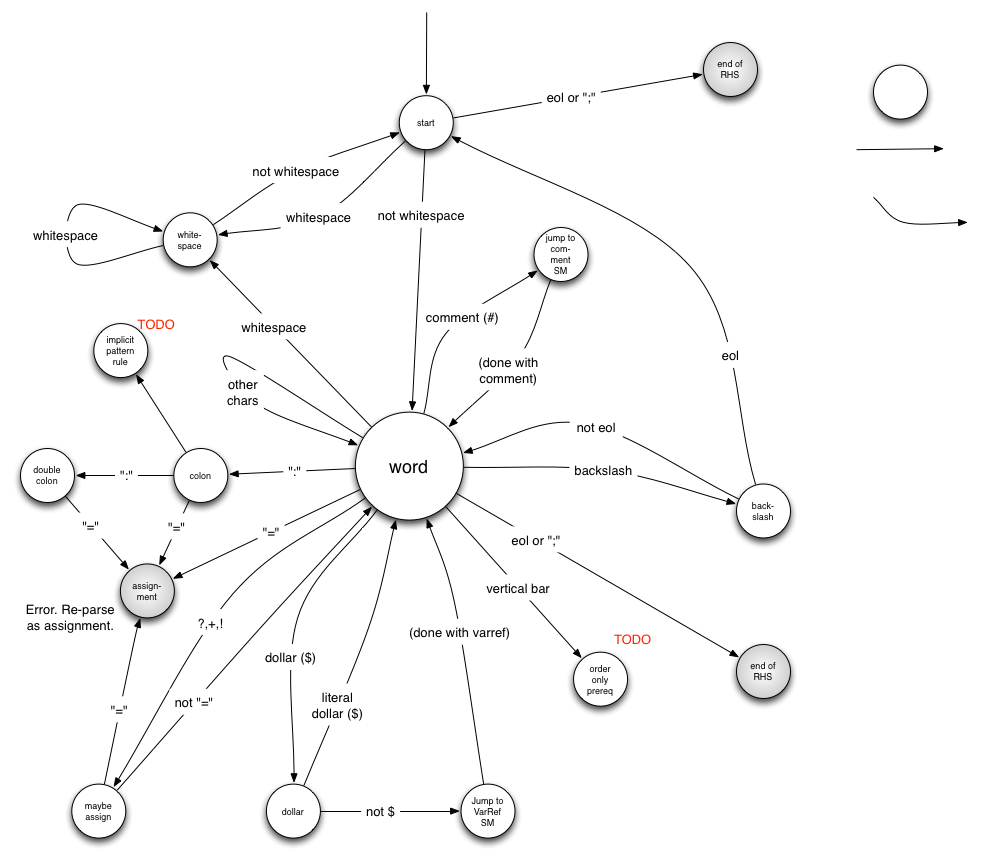 end of
RHS
eol or ";"
start
not whitespace
whitespace
not whitespace
whitespace
white-
space
jump to
com-
ment
SM
comment (#)
TODO
implicit
pattern
rule
whitespace
eol
(done with
comment)
other
chars
not eol
word
backslash
double
colon
":"
colon
":"
back-
slash
"="
"="
"="
eol or ";"
assign-
ment
vertical bar
Error. Re-parse
as assignment.
?,+,!
(done with varref)
TODO
dollar ($)
order
only
prereq
end of
RHS
literal
dollar ($)
not "="
"="
maybe
assign
dollar
not $
Jump to
VarRef
SM